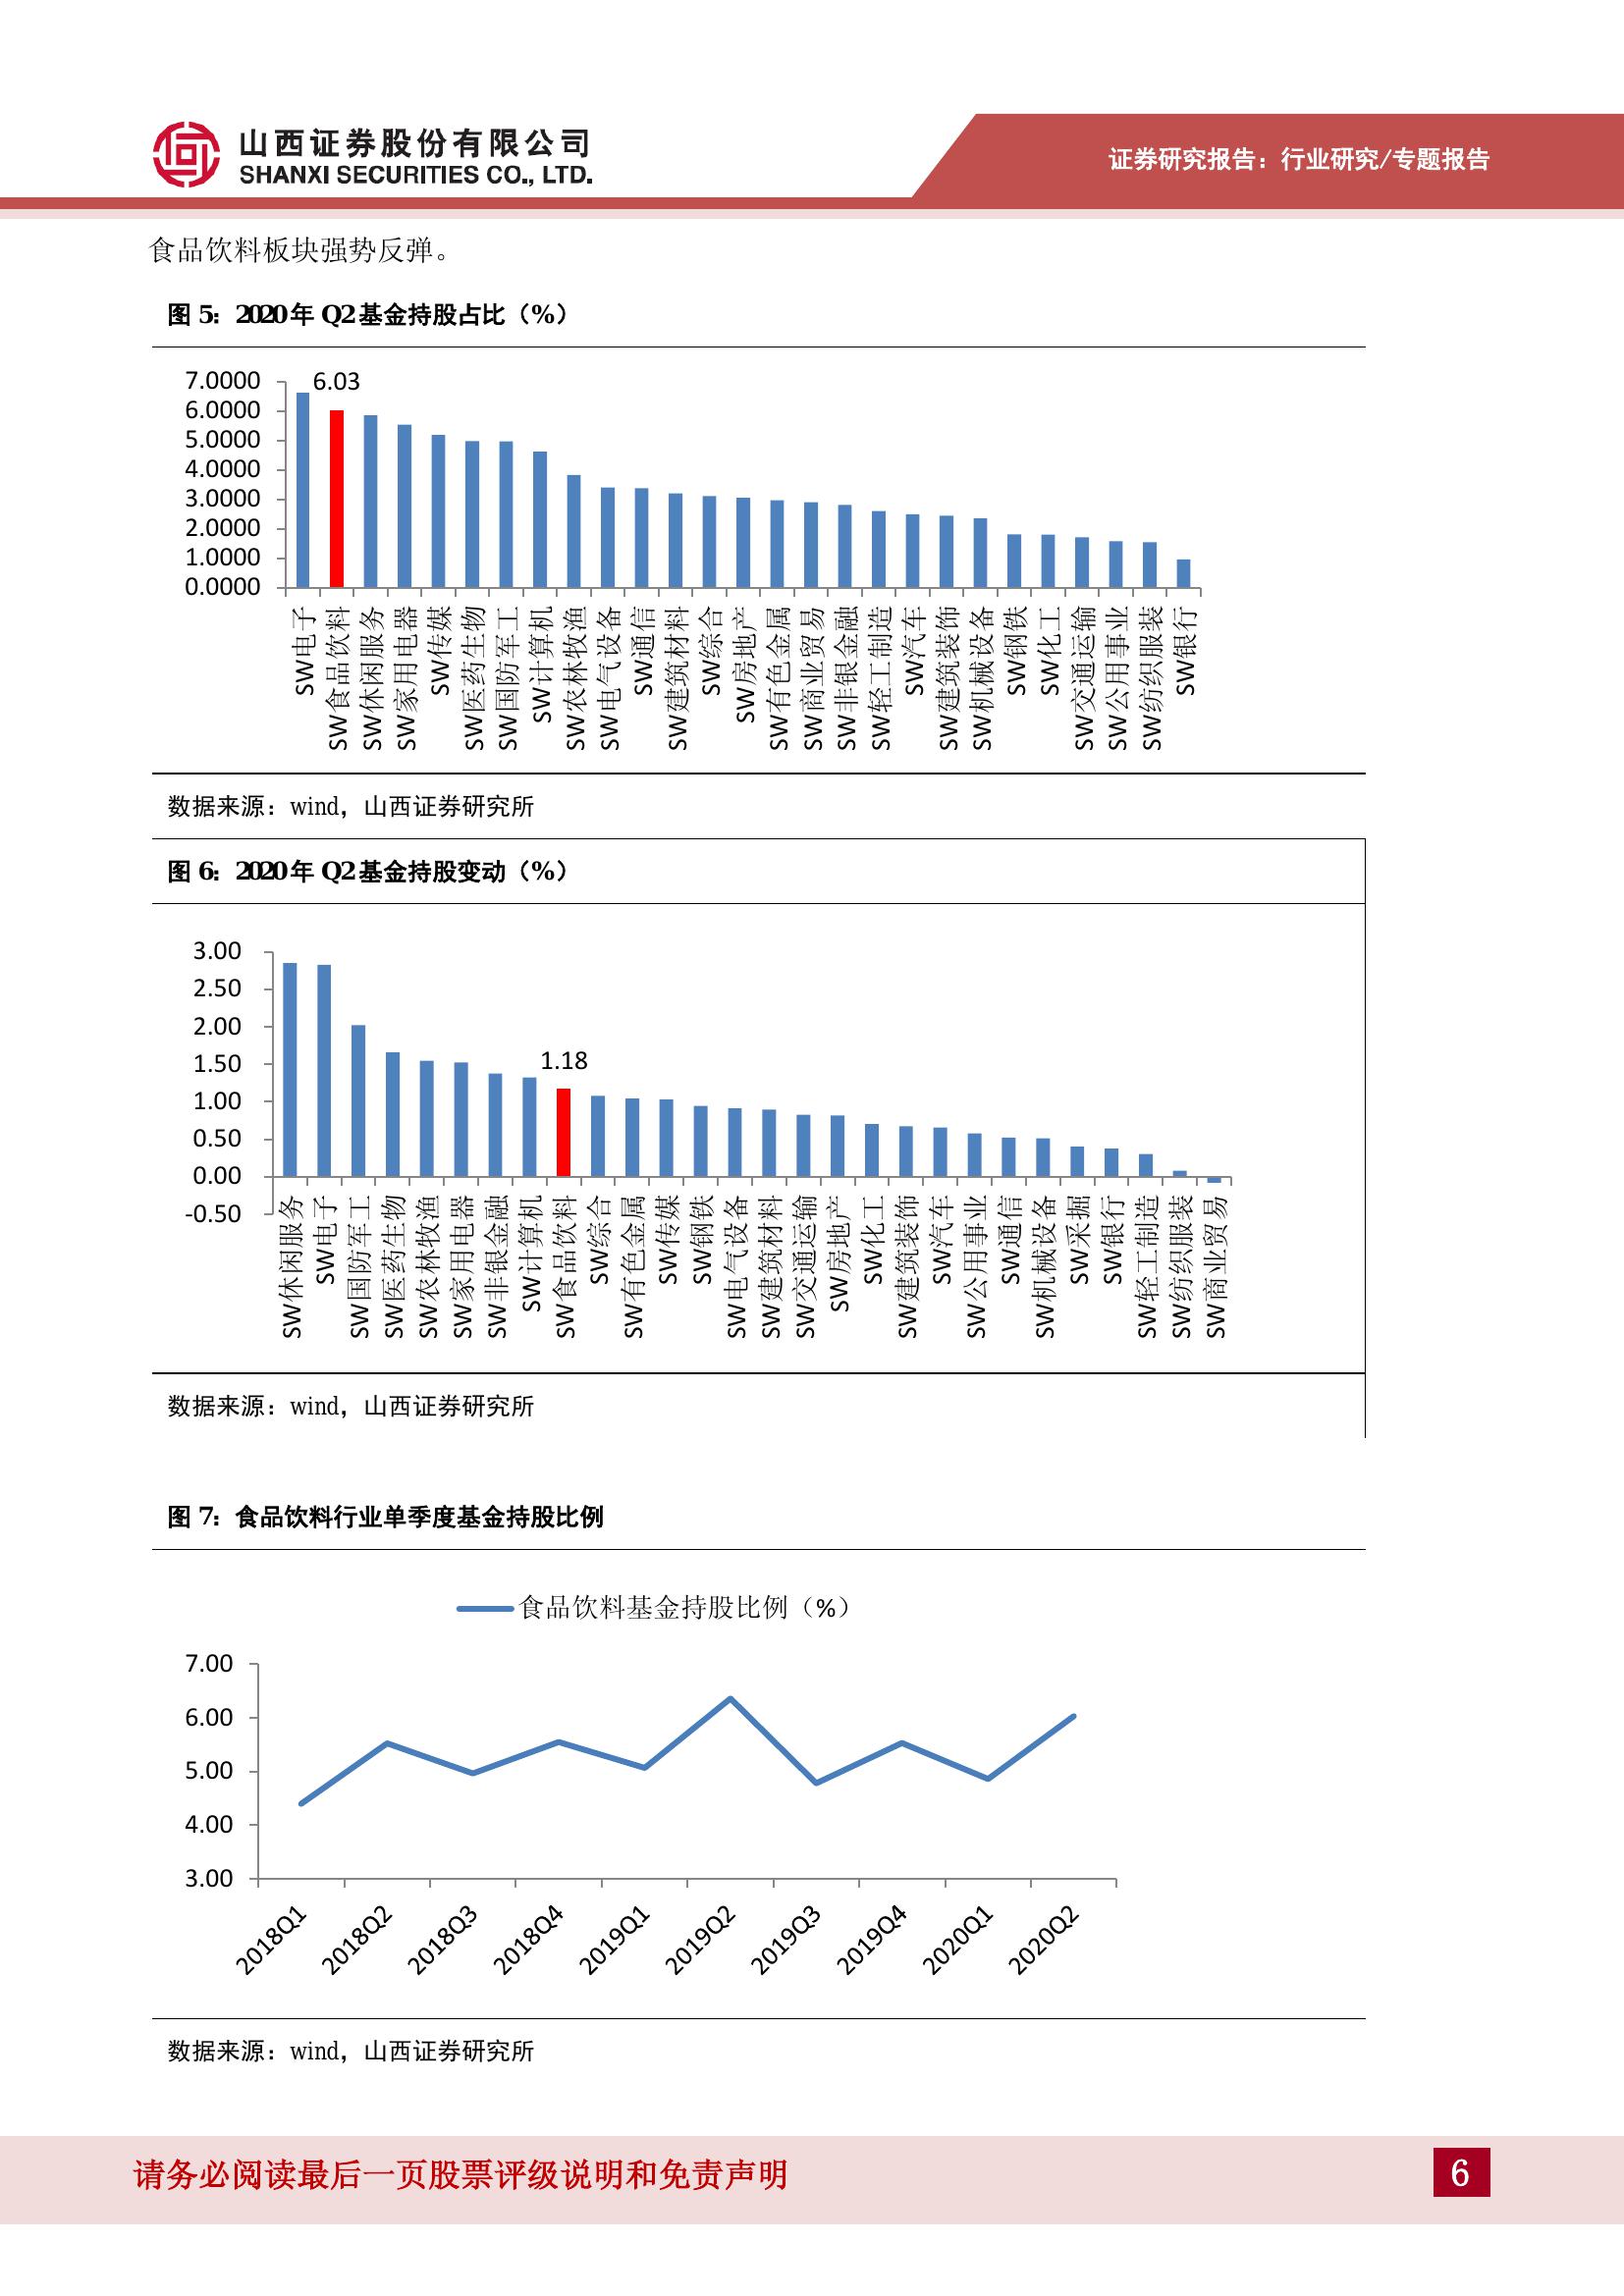 山西证券股份有限公司
SHANXI SECURITIES CO., LTD.
证券研究报告：行业研究/专题报告
食品饮料板块强势反弹。
图 5：2020 年 Q2 基金持股占比（%）
7.0000
6.0000
5.0000
4.0000
3.0000
2.0000
1.0000
0.0000
6.03
SW电子
SW食品饮料
SW休闲服务
SW家用电器
SW传媒
SW医药生物
SW国防军工
SW计算机
SW农林牧渔
SW电气设备
SW通信
SW建筑材料
SW综合
SW房地产
SW有色金属
SW商业贸易
SW非银金融
SW轻工制造
SW汽车
SW建筑装饰
SW机械设备
SW钢铁
SW化工
SW交通运输
SW公用事业
SW纺织服装
SW银行
数据来源：wind，山西证券研究所
图 6：2020 年 Q2 基金持股变动（%）
3.00
2.50
2.00
1.50
1.00
0.50
0.00
-0.50
1.18
SW休闲服务
SW电子
SW国防军工
SW医药生物
SW农林牧渔
SW家用电器
SW非银金融
SW计算机
SW食品饮料
SW综合
SW有色金属
SW传媒
SW钢铁
SW电气设备
SW建筑材料
SW交通运输
SW房地产
SW化工
SW建筑装饰
SW汽车
SW公用事业
SW通信
SW机械设备
SW采掘
SW银行
SW轻工制造
SW纺织服装
SW商业贸易
数据来源：wind，山西证券研究所
图 7：食品饮料行业单季度基金持股比例
食品饮料基金持股比例（%）
7.00
6.00
5.00
4.00
3.00
2018Q1
2018Q2
2018Q3
2018Q4
2019Q1
2019Q2
2019Q3
2019Q4
2020Q1
2020Q2
数据来源：wind，山西证券研究所
请务必阅读最后一页股票评级说明和免责声明
6